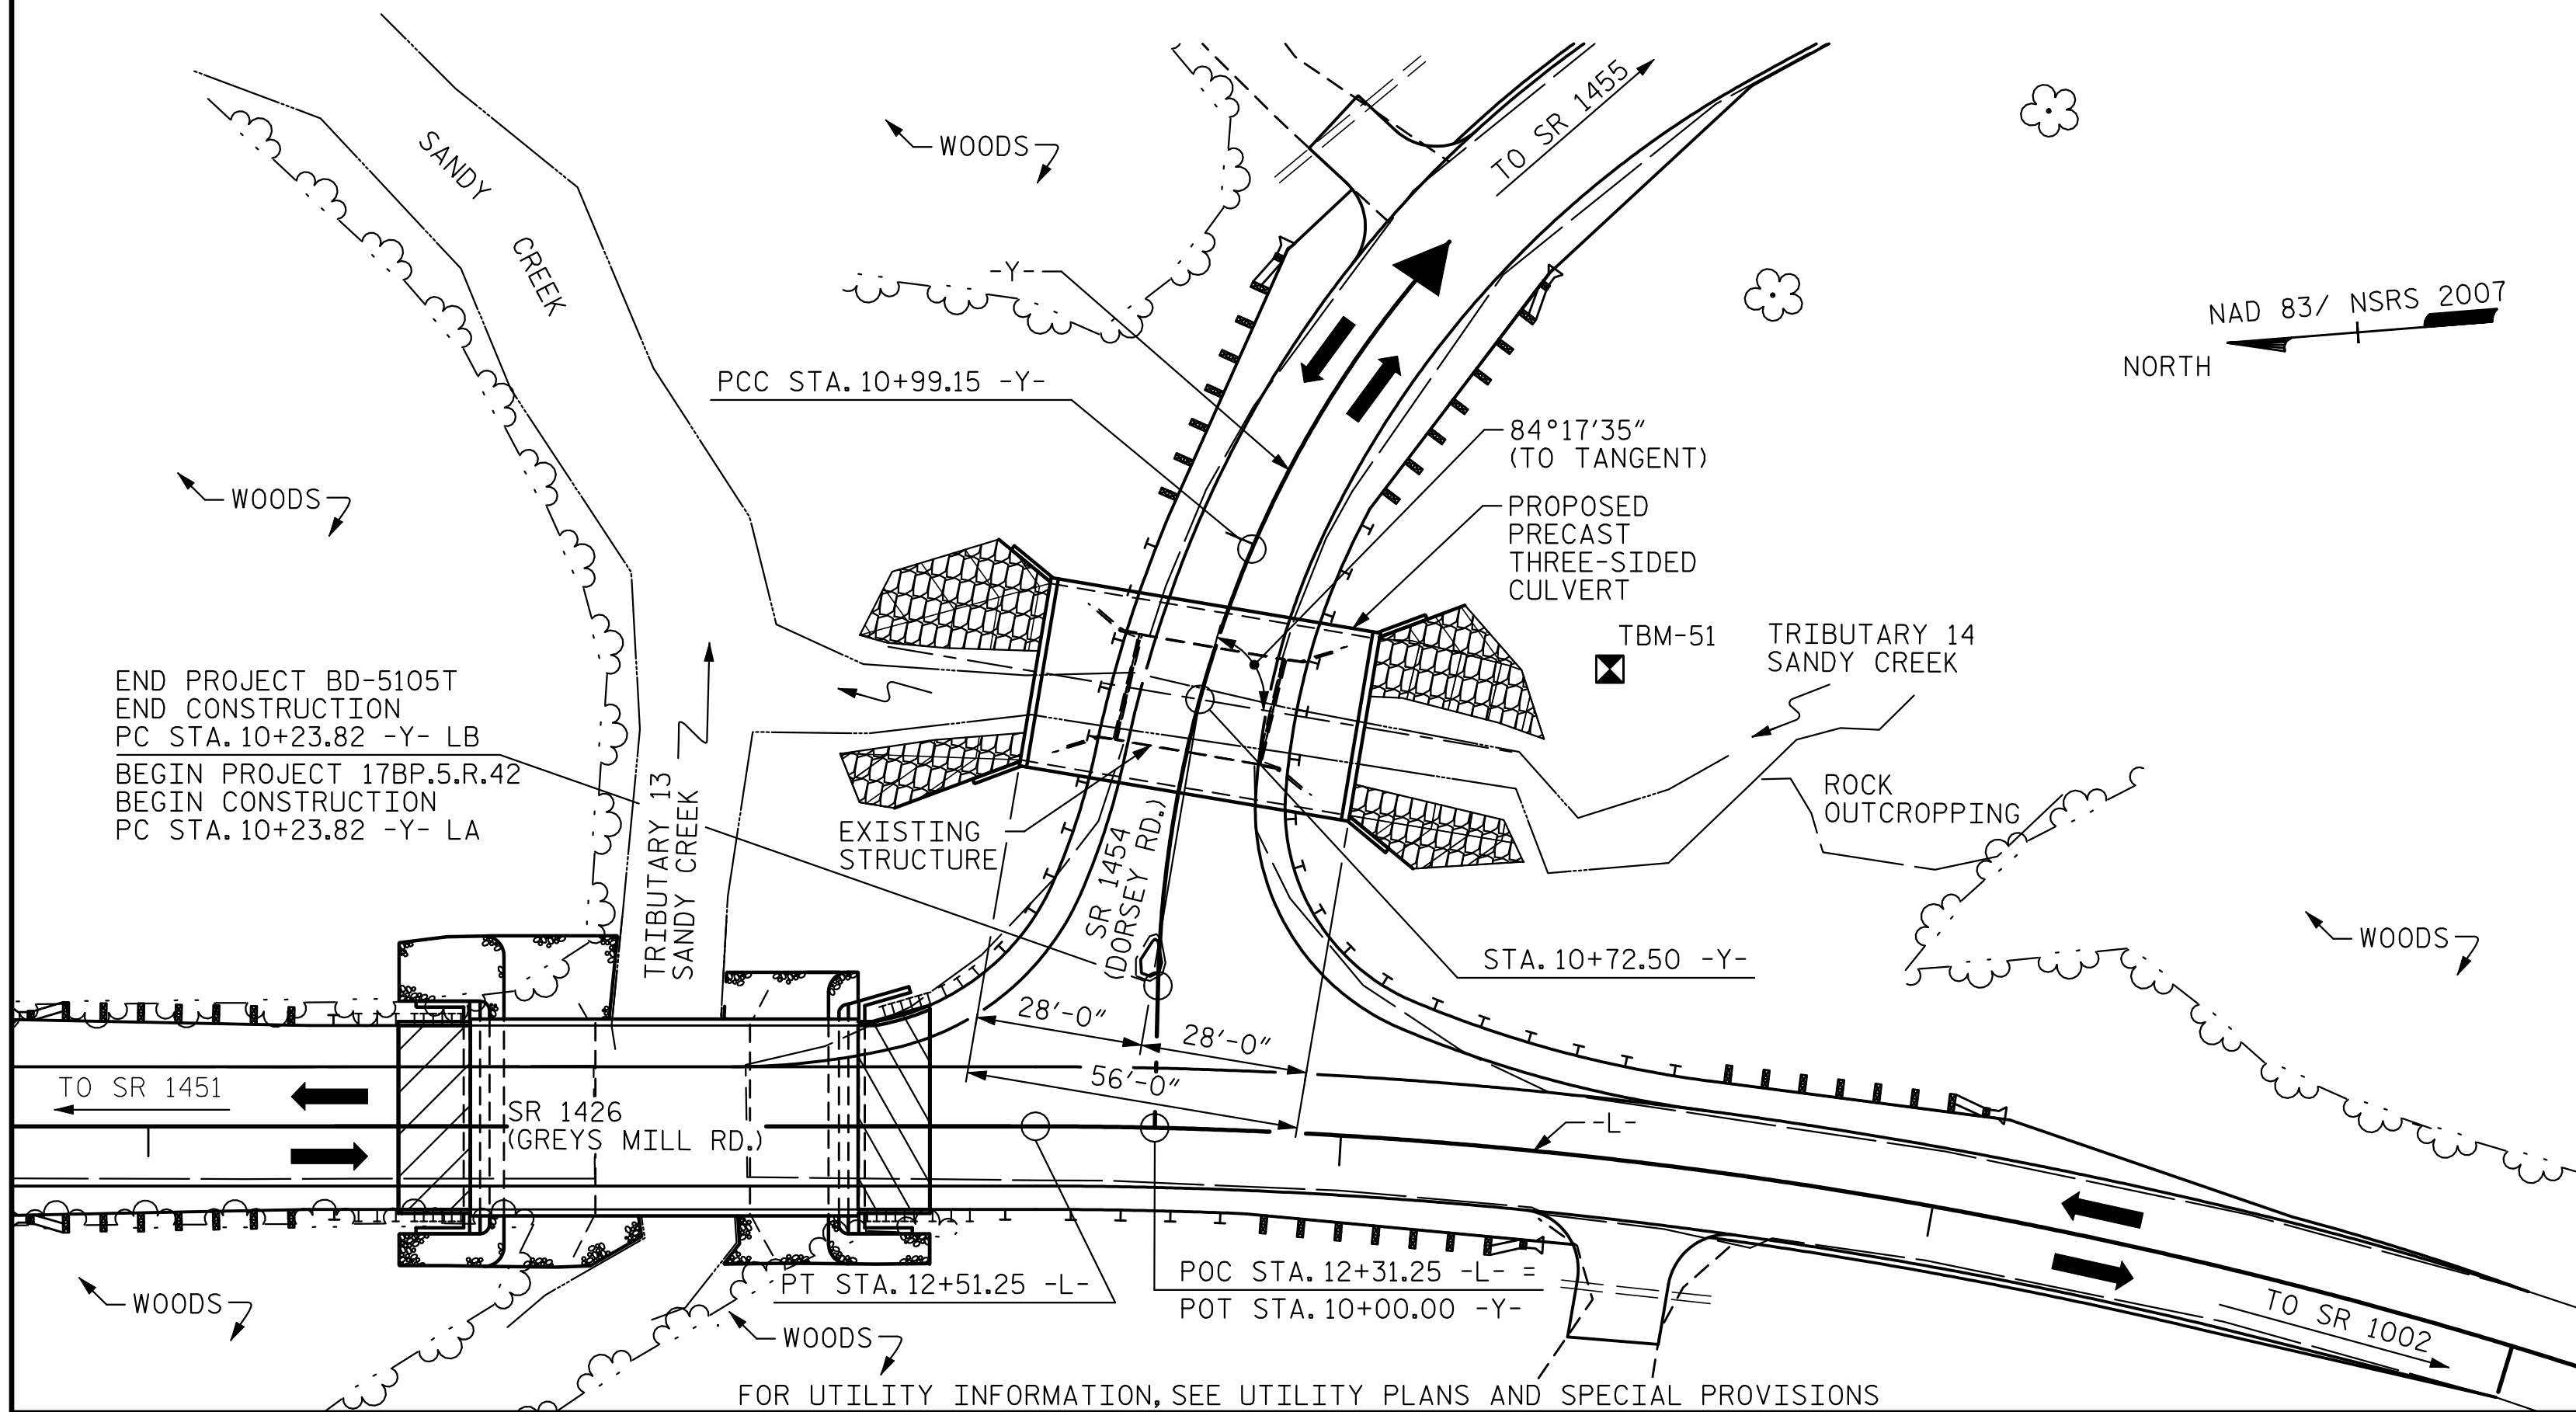 SANDY
CREEK
WOODS
TO SR 1455
-Y-
NAD 83/ NSRS 2007
NORTH
PCC STA. 10+99.15 -Y-
84°17'35"
(TO TANGENT)
WOODS
PROPOSED
PRECAST
THREE-SIDED
CULVERT
TBM-51
TRIBUTARY 14
SANDY CREEK
END PROJECT BD-5105T
END CONSTRUCTION
PC STA. 10+23.82 -Y- LB
BEGIN PROJECT 17BP.5.R.42
BEGIN CONSTRUCTION
PC STA. 10+23.82 -Y- LA
TRIBUTARY 13
SANDY CREEK
EXISTING
STRUCTURE
SR 1454
(DORSEY RD.)
ROCK
OUTCROPPING
STA. 10+72.50 -Y-
WOODS
28'-0"
28'-0"
56'-0"
TO SR 1451
SR 1426
(GREYS MILL RD.)
-L-
PT STA. 12+51.25 -L-
POC STA. 12+31.25 -L- =
POT STA. 10+00.00 -Y-
WOODS
WOODS
TO SR 1002
FOR UTILITY INFORMATION, SEE UTILITY PLANS AND SPECIAL PROVISIONS